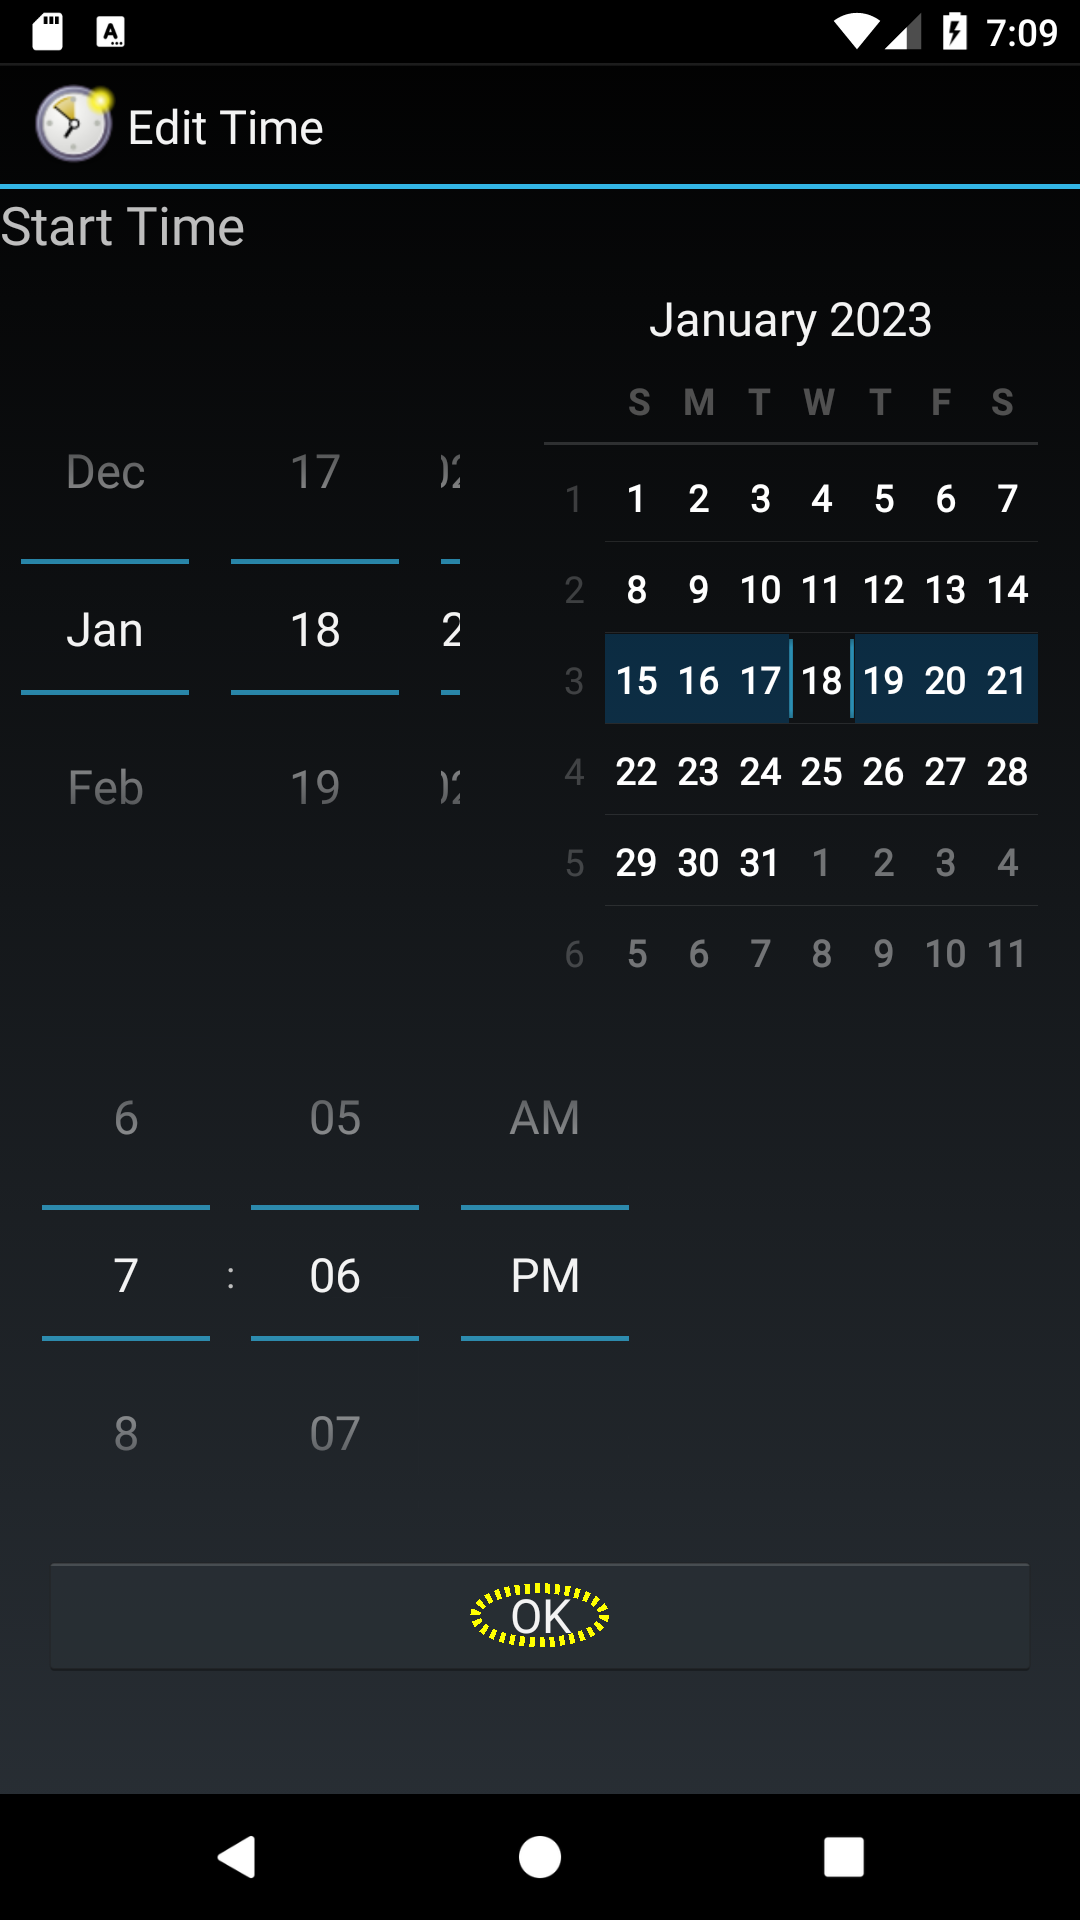 7:09
Edit Time
Start Time
January 2023
S M T W T F S
Dec 17
1 1 2 3 4 5 6 7
2 8 9 10 11 12 13 14
Jan 18 2
3 15 16 17 18 19 20 21
Feb 19
4 22 23 24 25 26 27 28
5 29 30 31 1 2 3 4
6 5 6 7 8 9 10 11
6 05 AM
7 : 06 PM
8 07
OK